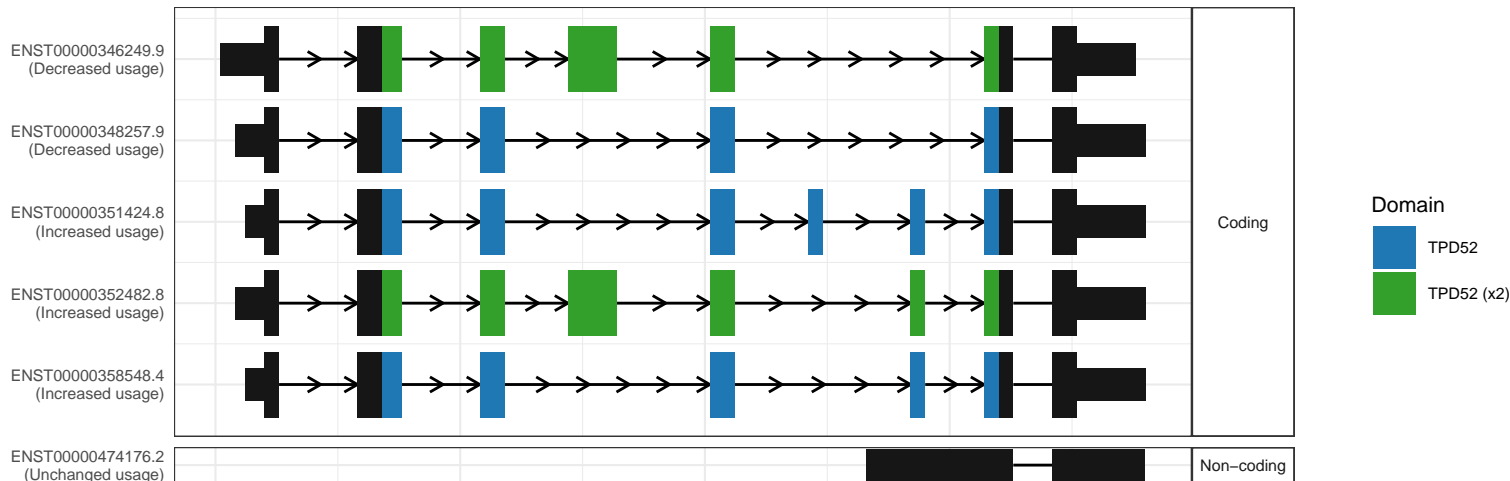 ENST00000346249.9
(Decreased usage)
ENST00000348257.9
(Decreased usage)
ENST00000351424.8
(Increased usage)
ENST00000352482.8
(Increased usage)
ENST00000358548.4
(Increased usage)
Coding
ENST00000474176.2
(Unchanged usage)
Non−coding
Domain
TPD52
TPD52 (x2)